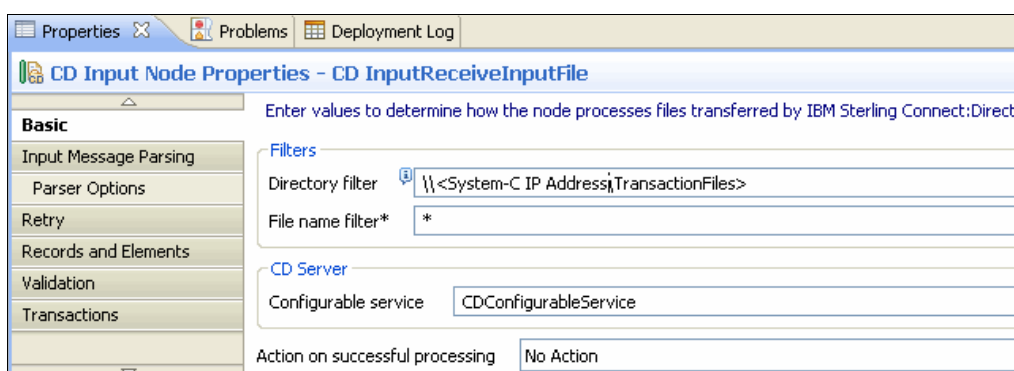 Properties Problems Deployment Log
CD Input Node Properties - CD InputReceiveInputFile
Basic
Input Message Parsing
Parser Options
Retry
Records and Elements
Validation
Transactions
Enter values to determine how the node processes files transferred by IBM Sterling Connect:Direct
Filters
Directory filter \\<System-C IP Address\TransactionFiles>
File name filter* *
CD Server
Configurable service CDConfigurableService
Action on successful processing No Action